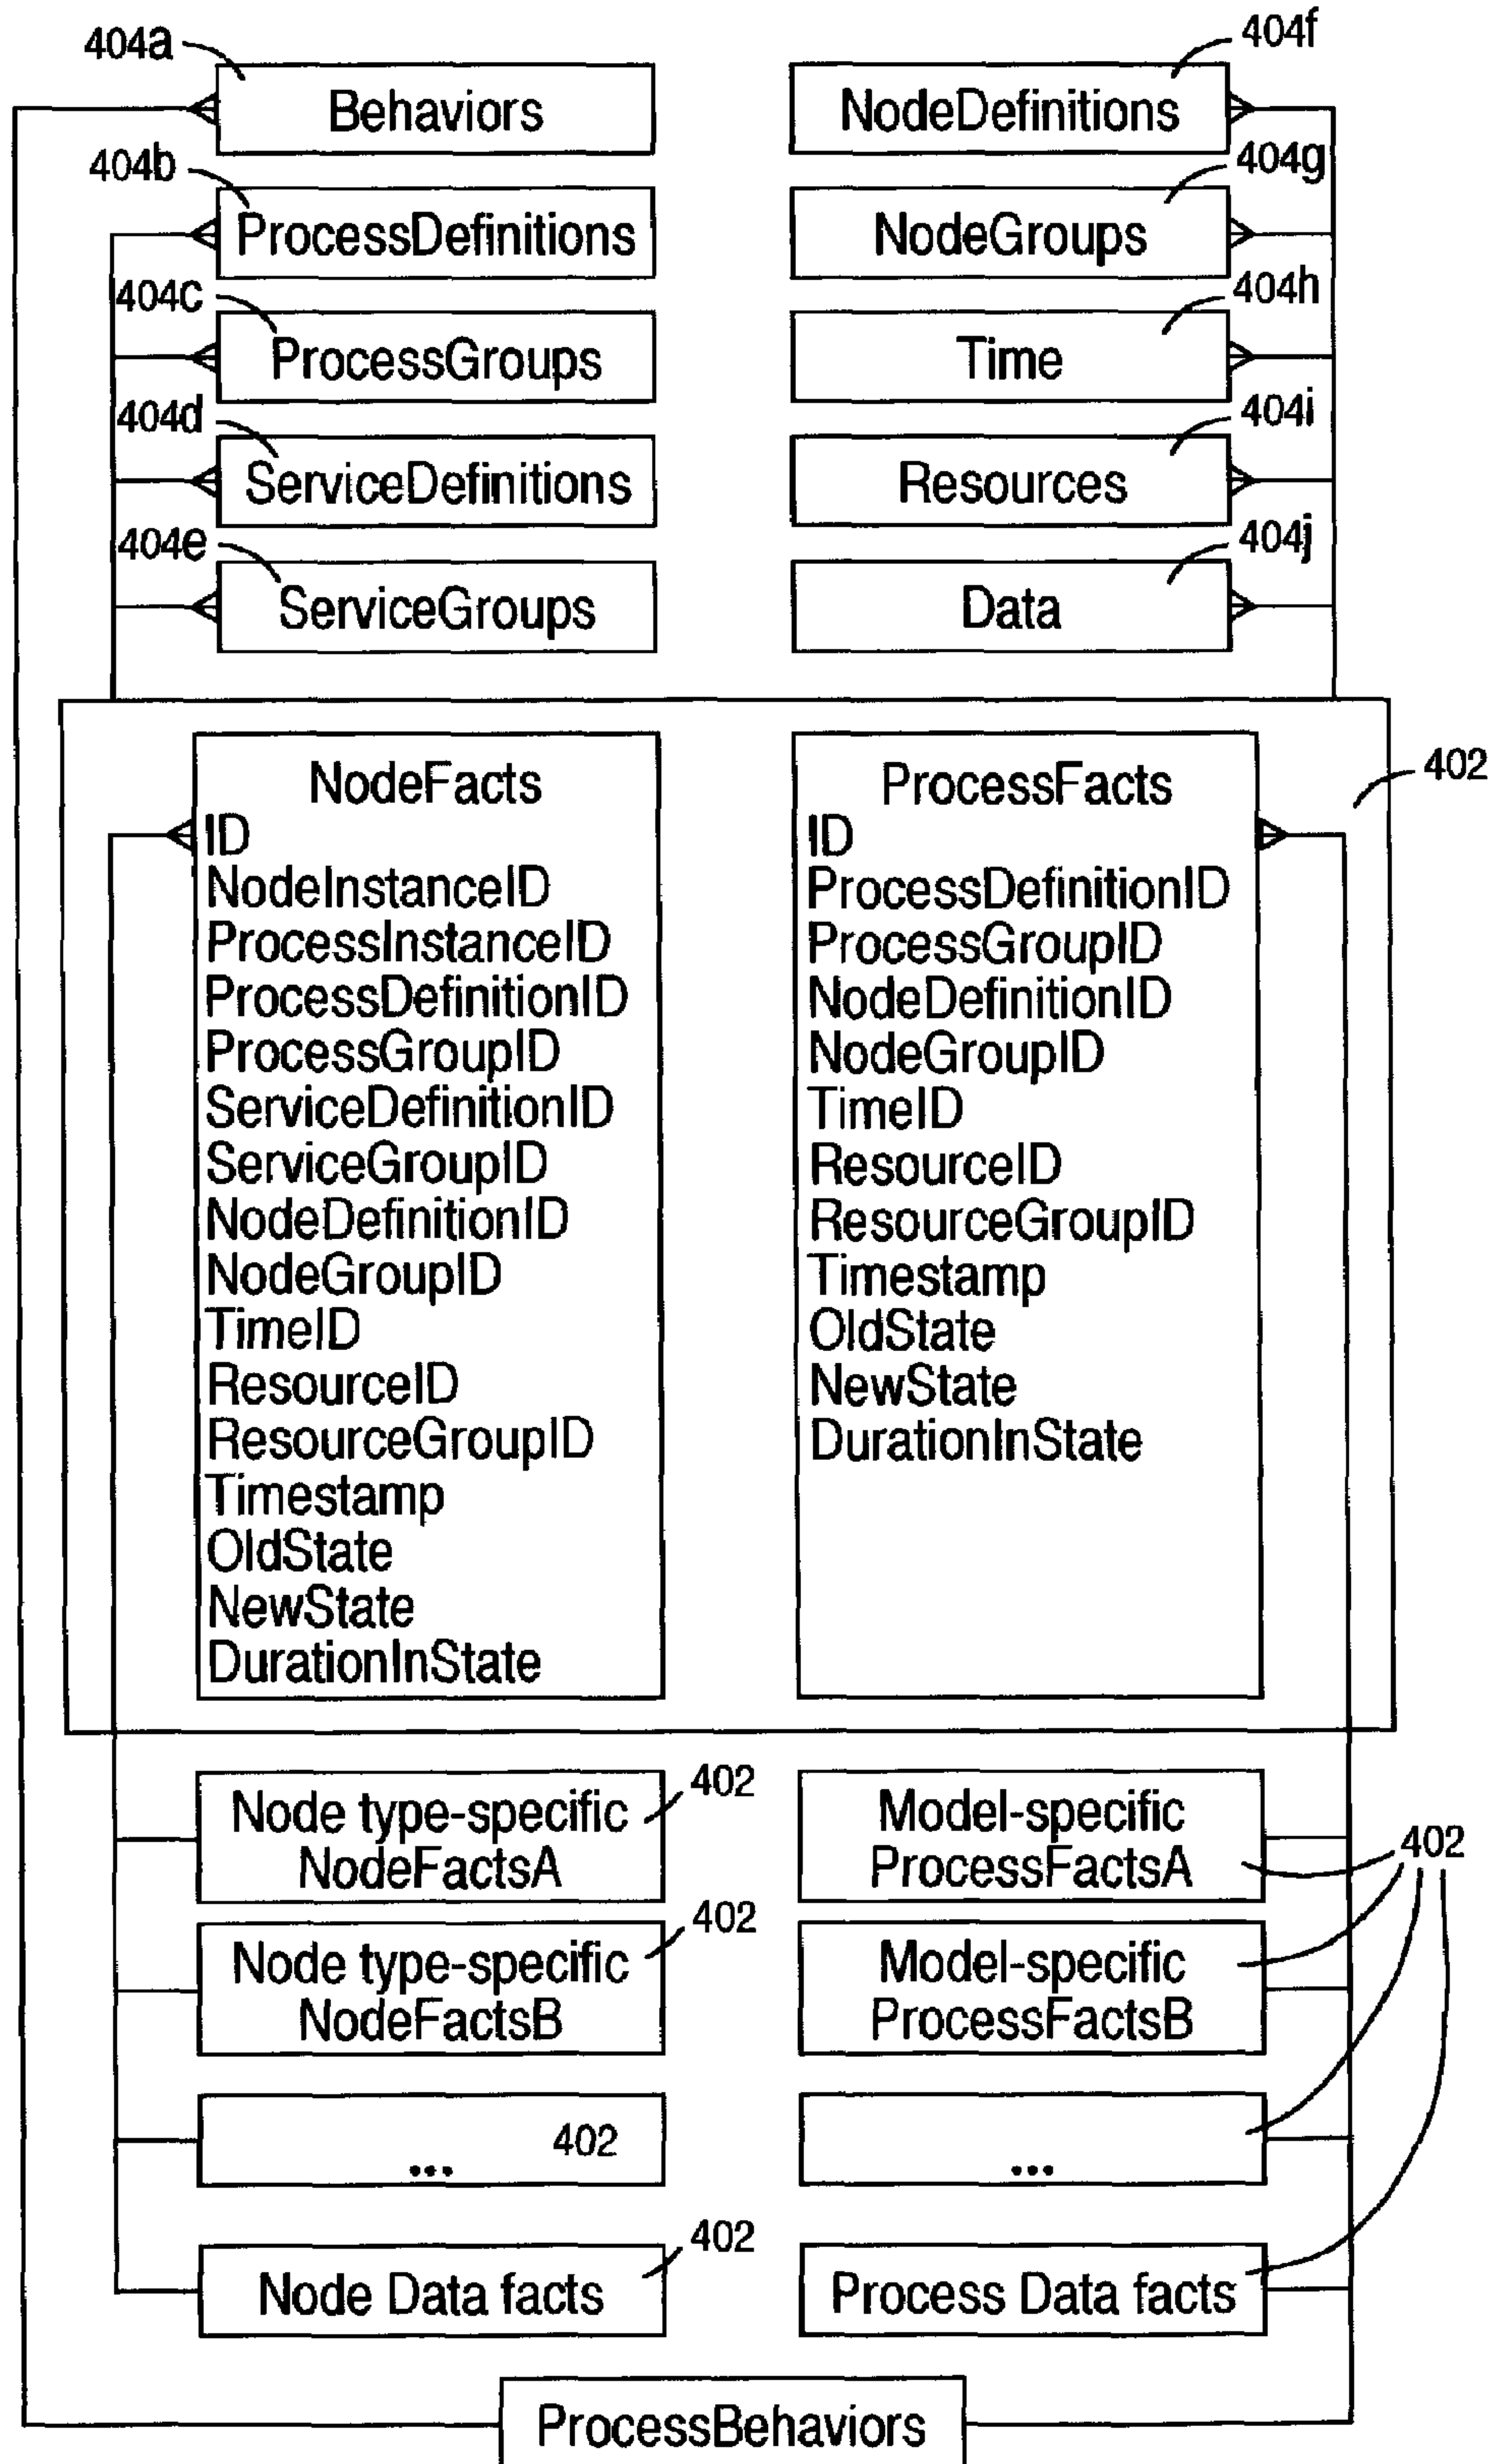 404a
Behaviors
404f
NodeDefinitions
404b
ProcessDefinitions
404g
NodeGroups
404c
ProcessGroups
404h
Time
404d
ServiceDefinitions
404i
Resources
404e
ServiceGroups
404j
Data
402
NodeFacts
ID
NodeInstanceID
ProcessInstanceID
ProcessDefinitionID
ProcessGroupID
ServiceDefinitionID
ServiceGroupID
NodeDefinitionID
NodeGroupID
TimeID
ResourceID
ResourceGroupID
Timestamp
OldState
NewState
DurationInState
ProcessFacts
ID
ProcessDefinitionID
ProcessGroupID
NodeDefinitionID
NodeGroupID
TimeID
ResourceID
ResourceGroupID
Timestamp
OldState
NewState
DurationInState
Node type-specific
NodeFactsA
402
Model-specific
ProcessFactsA
402
Node type-specific
NodeFactsB
402
Model-specific
ProcessFactsB
402
...
...
Node Data facts
402
Process Data facts
ProcessBehaviors